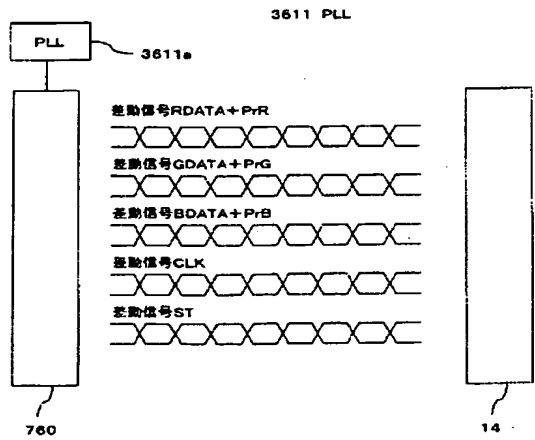 3611 PLL
PLL
3611a
差動信号RDATA+PrR
差動信号GDATA+PrG
差動信号BDATA+PrB
差動信号CLK
差動信号ST
760
14